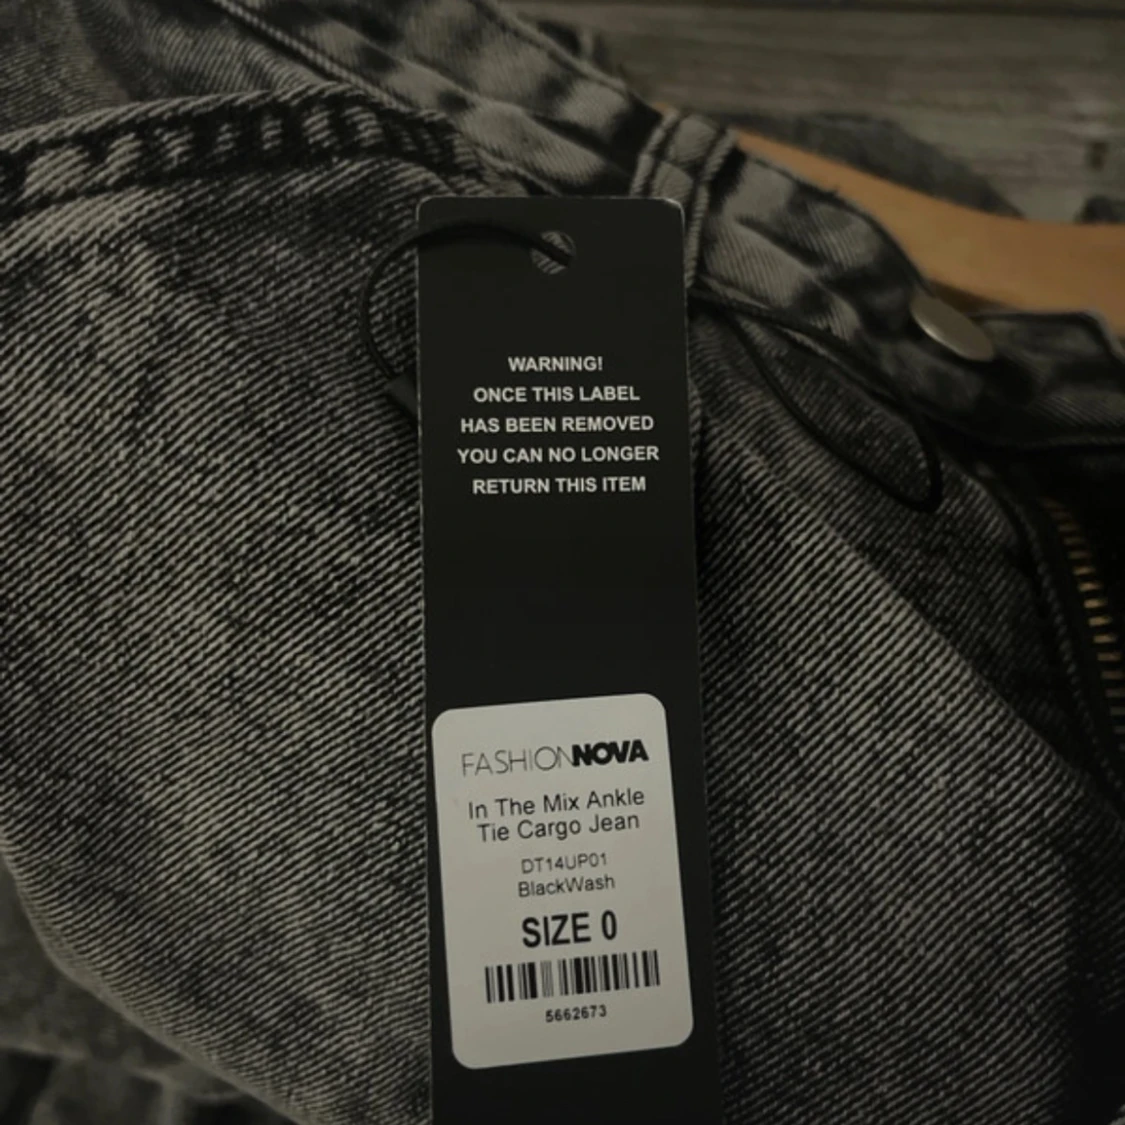 WARNING!
ONCE THIS LABEL
HAS BEEN REMOVED
YOU CAN NO LONGER
RETURN THIS ITEM
FASHIONNOVA
In The Mix Ankle
Tie Cargo Jean
DT14UP01
BlackWash
SIZE 0
5662673